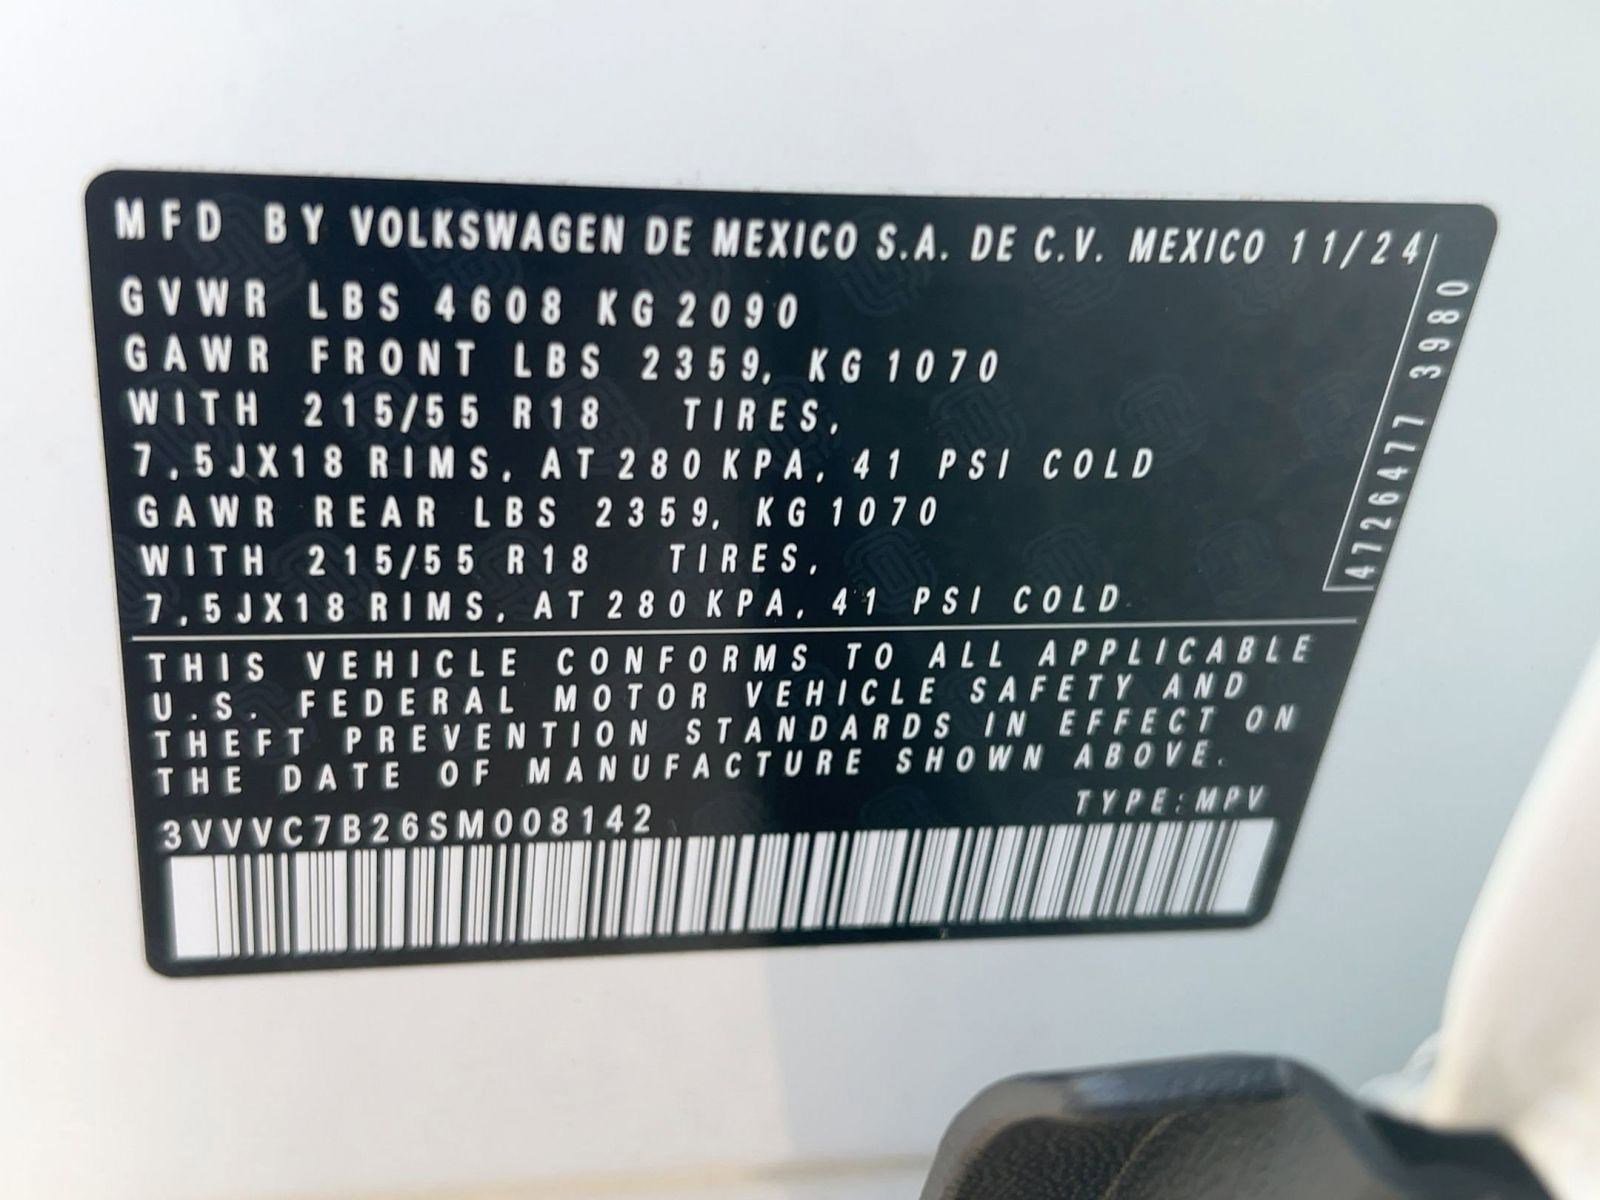 MFD BY VOLKSWAGEN DE MEXICO S.A. DE C.V. MEXICO 11/24
GVWR LBS 4608 KG 2090
GAWR FRONT LBS 2359, KG 1070
WITH 215/55 R18 TIRES,
7,5JX18 RIMS, AT 280 KPA, 41 PSI COLD
GAWR REAR LBS 2359, KG 1070
WITH 215/55 R18 TIRES,
7,5JX18 RIMS, AT 280 KPA, 41 PSI COLD
4726477 3980
THIS VEHICLE CONFORMS TO ALL APPLICABLE
U.S. FEDERAL MOTOR VEHICLE SAFETY AND
THEFT PREVENTION STANDARDS IN EFFECT ON
THE DATE OF MANUFACTURE SHOWN ABOVE.
3VVVC7B26SM008142
TYPE: MPV